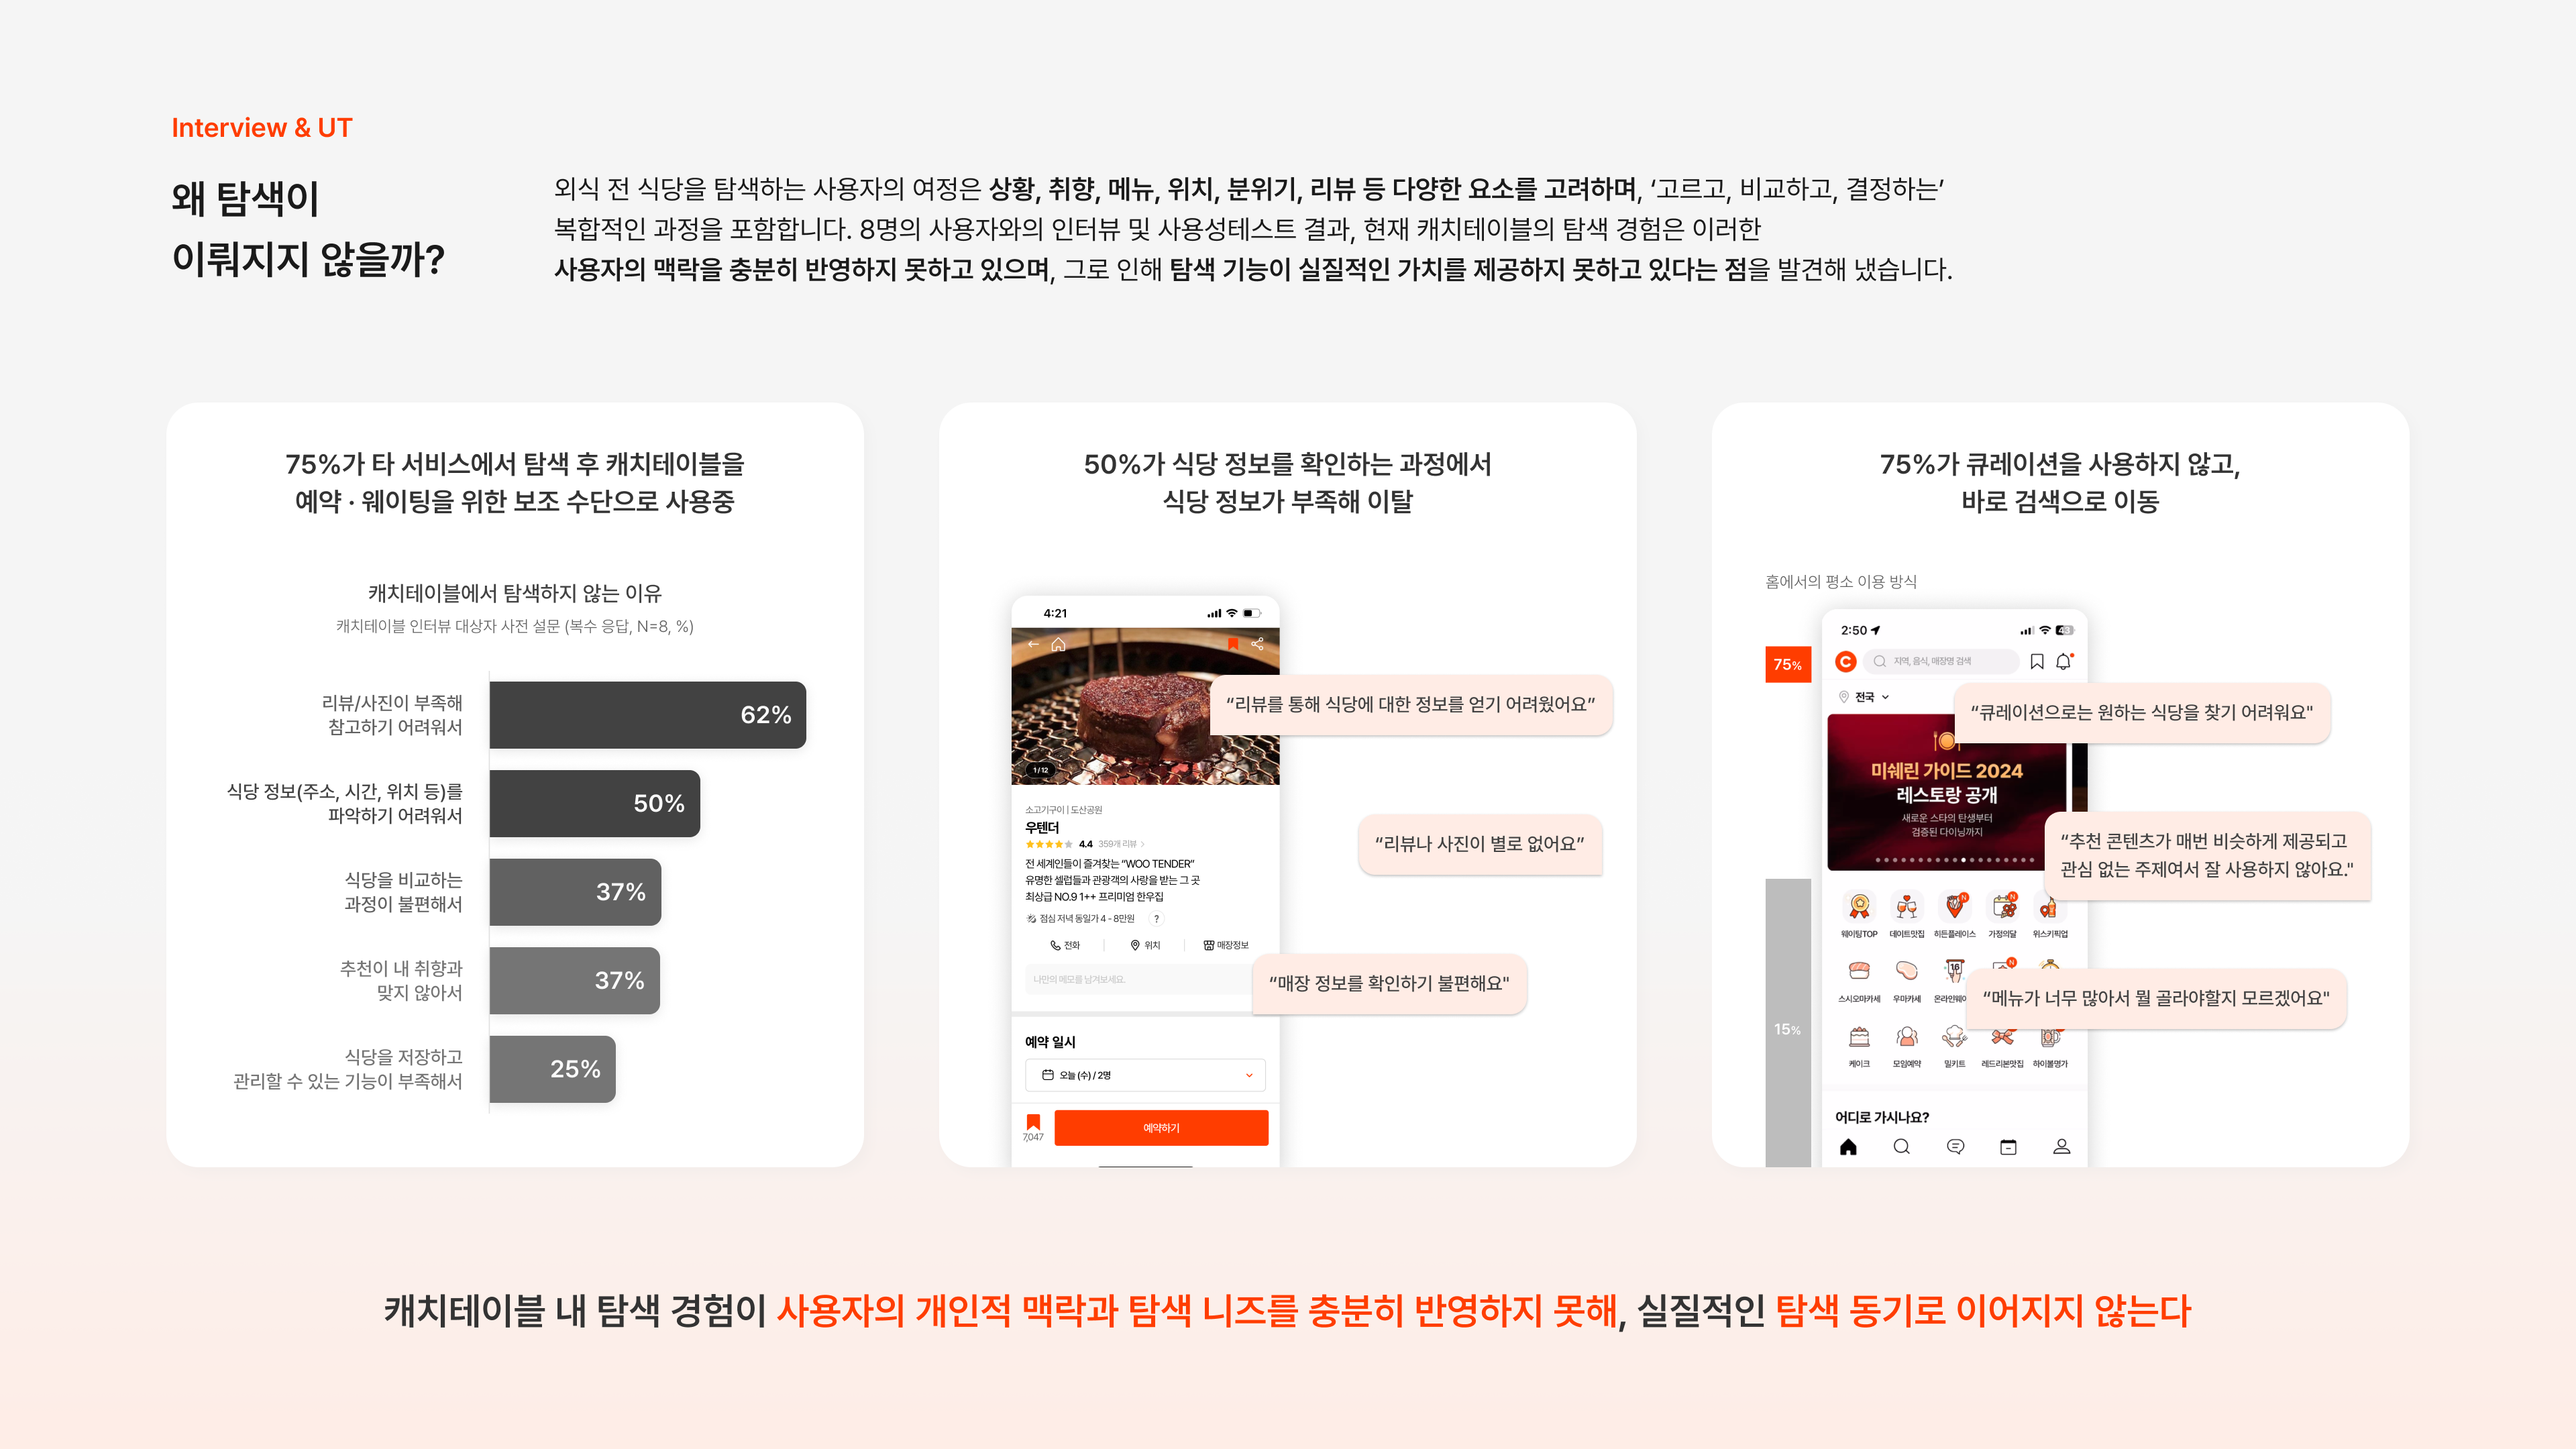 Interview & UT
왜 탐색이
이뤄지지 않을까?
외식 전 식당을 탐색하는 사용자의 여정은 상황, 취향, 메뉴, 위치, 분위기, 리뷰 등 다양한 요소를 고려하며, ‘고르고, 비교하고, 결정하는’
복합적인 과정을 포함합니다. 8명의 사용자와의 인터뷰 및 사용성테스트 결과, 현재 캐치테이블의 탐색 경험은 이러한
사용자의 맥락을 충분히 반영하지 못하고 있으며, 그로 인해 탐색 기능이 실질적인 가치를 제공하지 못하고 있다는 점을 발견해 냈습니다.
75%가 타 서비스에서 탐색 후 캐치테이블을
예약 · 웨이팅을 위한 보조 수단으로 사용중
캐치테이블에서 탐색하지 않는 이유
캐치테이블 인터뷰 대상자 사전 설문 (복수 응답, N=8, %)
리뷰/사진이 부족해
참고하기 어려워서
62%
식당 정보(주소, 시간, 위치 등)를
파악하기 어려워서
50%
식당을 비교하는
과정이 불편해서
37%
추천이 내 취향과
맞지 않아서
37%
식당을 저장하고
관리할 수 있는 기능이 부족해서
25%
50%가 식당 정보를 확인하는 과정에서
식당 정보가 부족해 이탈
4:21
1/12
소고기구이 | 도산공원
우텐더
4.4 359개 리뷰
전 세계인들이 즐겨찾는 “WOO TENDER”
유명한 셀럽들과 관광객의 사랑을 받는 그 곳
최상급 NO.9 1++ 프리미엄 한우집
점심 저녁 동일가 4 - 8만원 ?
전화 위치 매장정보
나만의 메모를 남겨보세요.
예약 일시
오늘 (수) / 2명
7,047
예약하기
“리뷰를 통해 식당에 대한 정보를 얻기 어려웠어요”
“리뷰나 사진이 별로 없어요”
“매장 정보를 확인하기 불편해요"
75%가 큐레이션을 사용하지 않고,
바로 검색으로 이동
홈에서의 평소 이용 방식
75%
15%
2:50
43
C
지역, 음식, 매장명 검색
전국
미쉐린 가이드 2024
레스토랑 공개
새로운 스타의 탄생부터
검증된 다이닝까지
N N
웨이팅TOP 데이트맛집 히든플레이스 가정의달 위스키픽업
16 N
스시오마카세 우마카세 온라인웨이
케이크 모임예약 밀키트 레드리본맛집 하이볼명가
어디로 가시나요?
“큐레이션으로는 원하는 식당을 찾기 어려워요"
“추천 콘텐츠가 매번 비슷하게 제공되고
관심 없는 주제여서 잘 사용하지 않아요."
“메뉴가 너무 많아서 뭘 골라야할지 모르겠어요"
캐치테이블 내 탐색 경험이 사용자의 개인적 맥락과 탐색 니즈를 충분히 반영하지 못해, 실질적인 탐색 동기로 이어지지 않는다